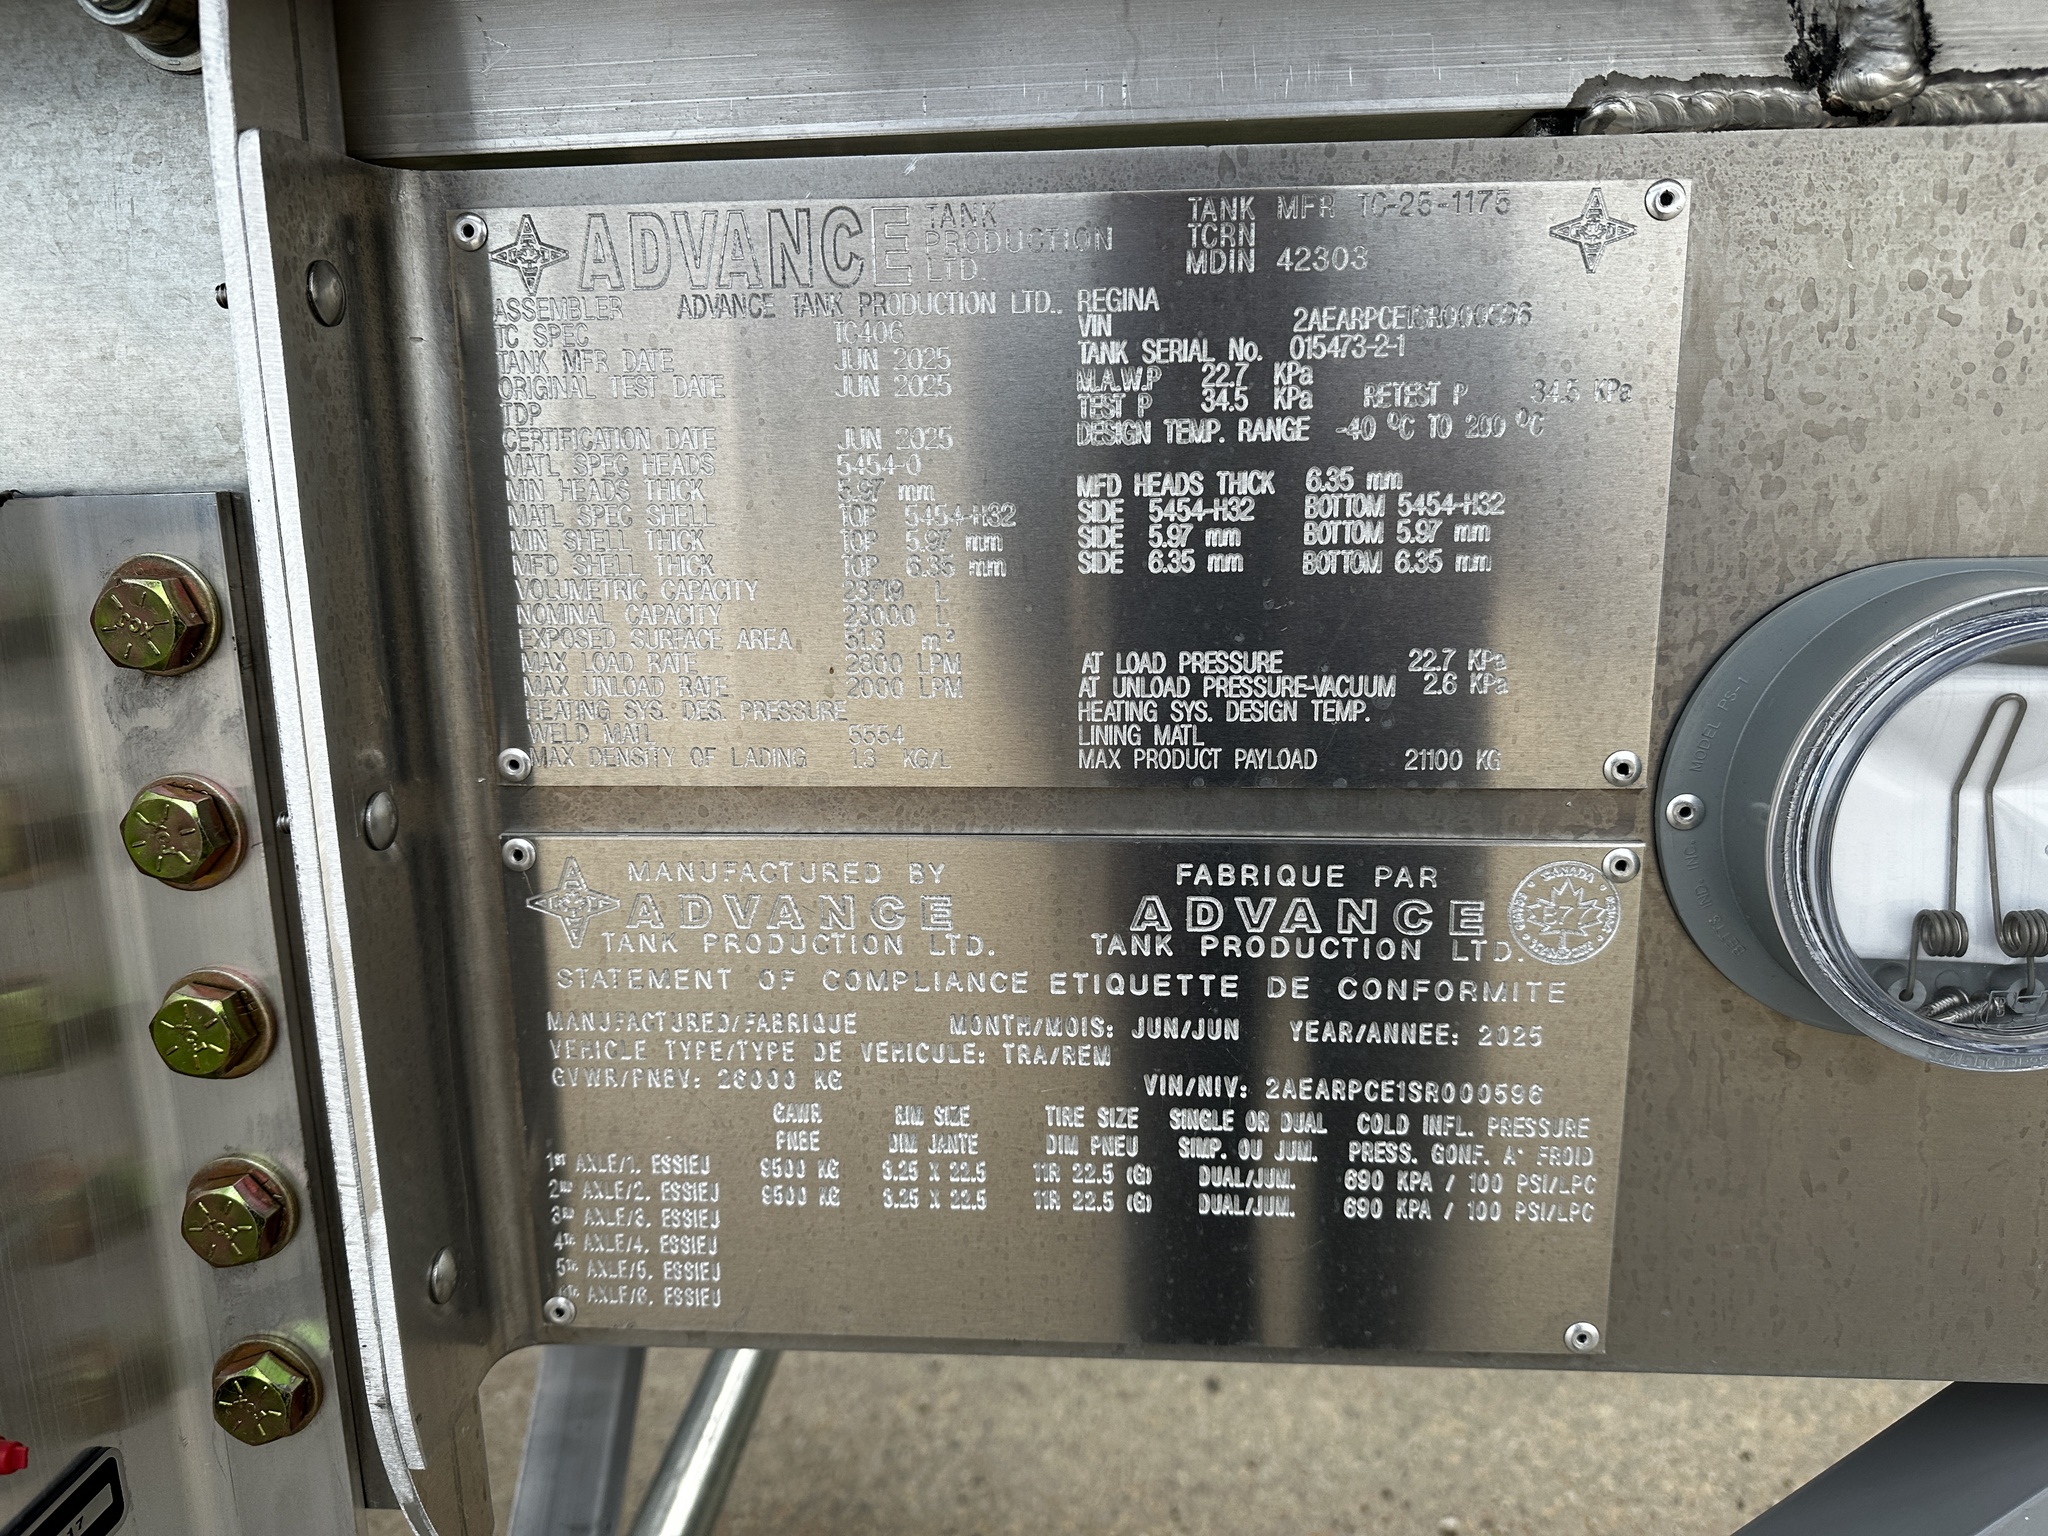 ADVANCE TANK PRODUCTION LTD.
TANK MFR TC-25-1175
TCRN
MDIN 42303
ASSEMBLER ADVANCE TANK PRODUCTION LTD., REGINA
TC SPEC TC406
VIN 2AEARPCE1SR000596
TANK MFR DATE JUN 2025
TANK SERIAL No. 015473-2-1
ORIGINAL TEST DATE JUN 2025
M.A.W.P 22.7 KPa
TDP
TEST P 34.5 KPa RETEST P 34.5 KPa
CERTIFICATION DATE JUN 2025
DESIGN TEMP. RANGE -40 °C TO 200 °C
MATL SPEC HEADS 5454-0
MIN HEADS THICK 5.97 mm MFD HEADS THICK 6.35 mm
MATL SPEC SHELL TOP 5454-H32 SIDE 5454-H32 BOTTOM 5454-H32
MIN SHELL THICK TOP 5.97 mm SIDE 5.97 mm BOTTOM 5.97 mm
MFD SHELL THICK TOP 6.35 mm SIDE 6.35 mm BOTTOM 6.35 mm
VOLUMETRIC CAPACITY 23719 L
NOMINAL CAPACITY 23000 L
EXPOSED SURFACE AREA 51.3 m²
MAX LOAD RATE 2800 LPM AT LOAD PRESSURE 22.7 KPa
MAX UNLOAD RATE 2000 LPM AT UNLOAD PRESSURE-VACUUM 2.6 KPa
HEATING SYS. DES. PRESSURE HEATING SYS. DESIGN TEMP.
WELD MATL 5554 LINING MATL
MAX DENSITY OF LADING 1.3 KG/L MAX PRODUCT PAYLOAD 21100 KG
MODEL PS-1
BETTS IND. INC.
MANUFACTURED BY FABRIQUE PAR
ADVANCE ADVANCE
TANK PRODUCTION LTD. TANK PRODUCTION LTD.
CANADA
877
STATEMENT OF COMPLIANCE ETIQUETTE DE CONFORMITE
MANUFACTURED/FABRIQUE MONTH/MOIS: JUN/JUN YEAR/ANNEE: 2025
VEHICLE TYPE/TYPE DE VEHICULE: TRA/REM
GVWR/PNBV: 26000 KG VIN/NIV: 2AEARPCE1SR000596
GAWR RIM SIZE TIRE SIZE SINGLE OR DUAL COLD INFL. PRESSURE
PNBE DIM JANTE DIM PNEU SIMP. OU JUM. PRESS. GONF. A' FROID
1ST AXLE/1. ESSIEU 9500 KG 8.25 X 22.5 11R 22.5 (G) DUAL/JUM. 690 KPA / 100 PSI/LPC
2ND AXLE/2. ESSIEU 9500 KG 8.25 X 22.5 11R 22.5 (G) DUAL/JUM. 690 KPA / 100 PSI/LPC
3RD AXLE/3. ESSIEU
4TH AXLE/4. ESSIEU
5TH AXLE/5. ESSIEU
6TH AXLE/6. ESSIEU
17